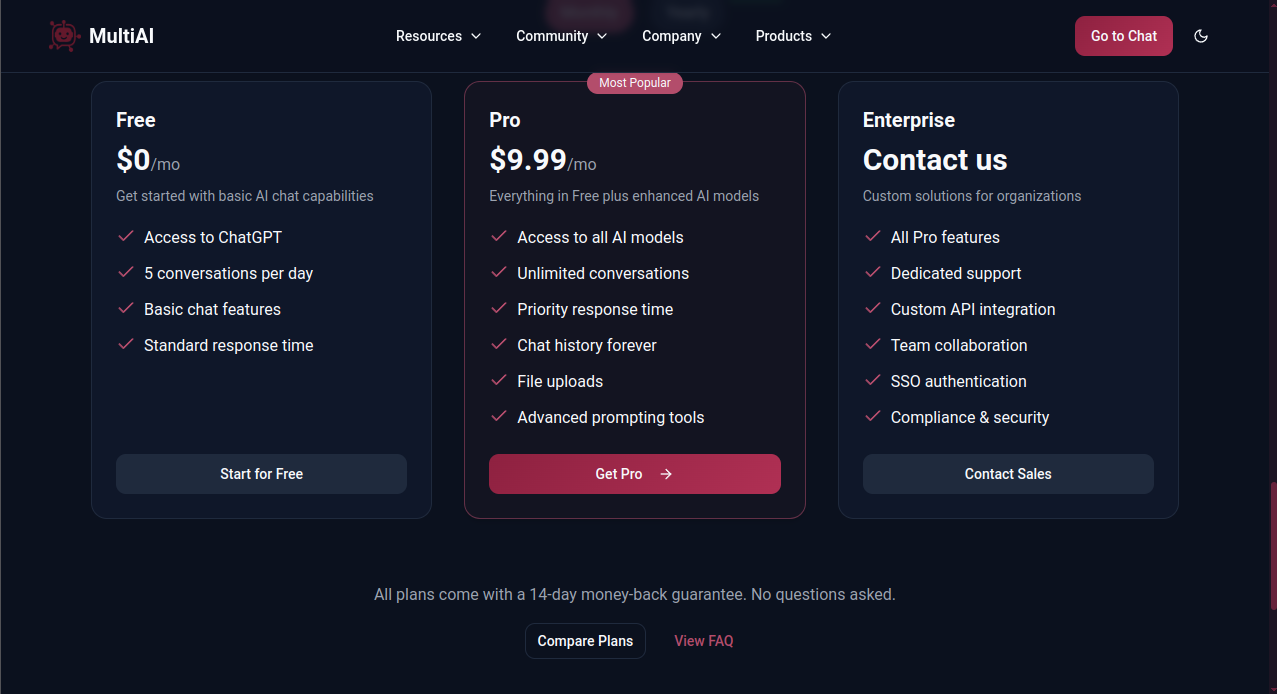 MultiAI
Resources
Community
Company
Products
Go to Chat
Most Popular
Free
$0/mo
Get started with basic AI chat capabilities
Access to ChatGPT
5 conversations per day
Basic chat features
Standard response time
Start for Free
Pro
$9.99/mo
Everything in Free plus enhanced AI models
Access to all AI models
Unlimited conversations
Priority response time
Chat history forever
File uploads
Advanced prompting tools
Get Pro
Enterprise
Contact us
Custom solutions for organizations
All Pro features
Dedicated support
Custom API integration
Team collaboration
SSO authentication
Compliance & security
Contact Sales
All plans come with a 14-day money-back guarantee. No questions asked.
Compare Plans
View FAQ